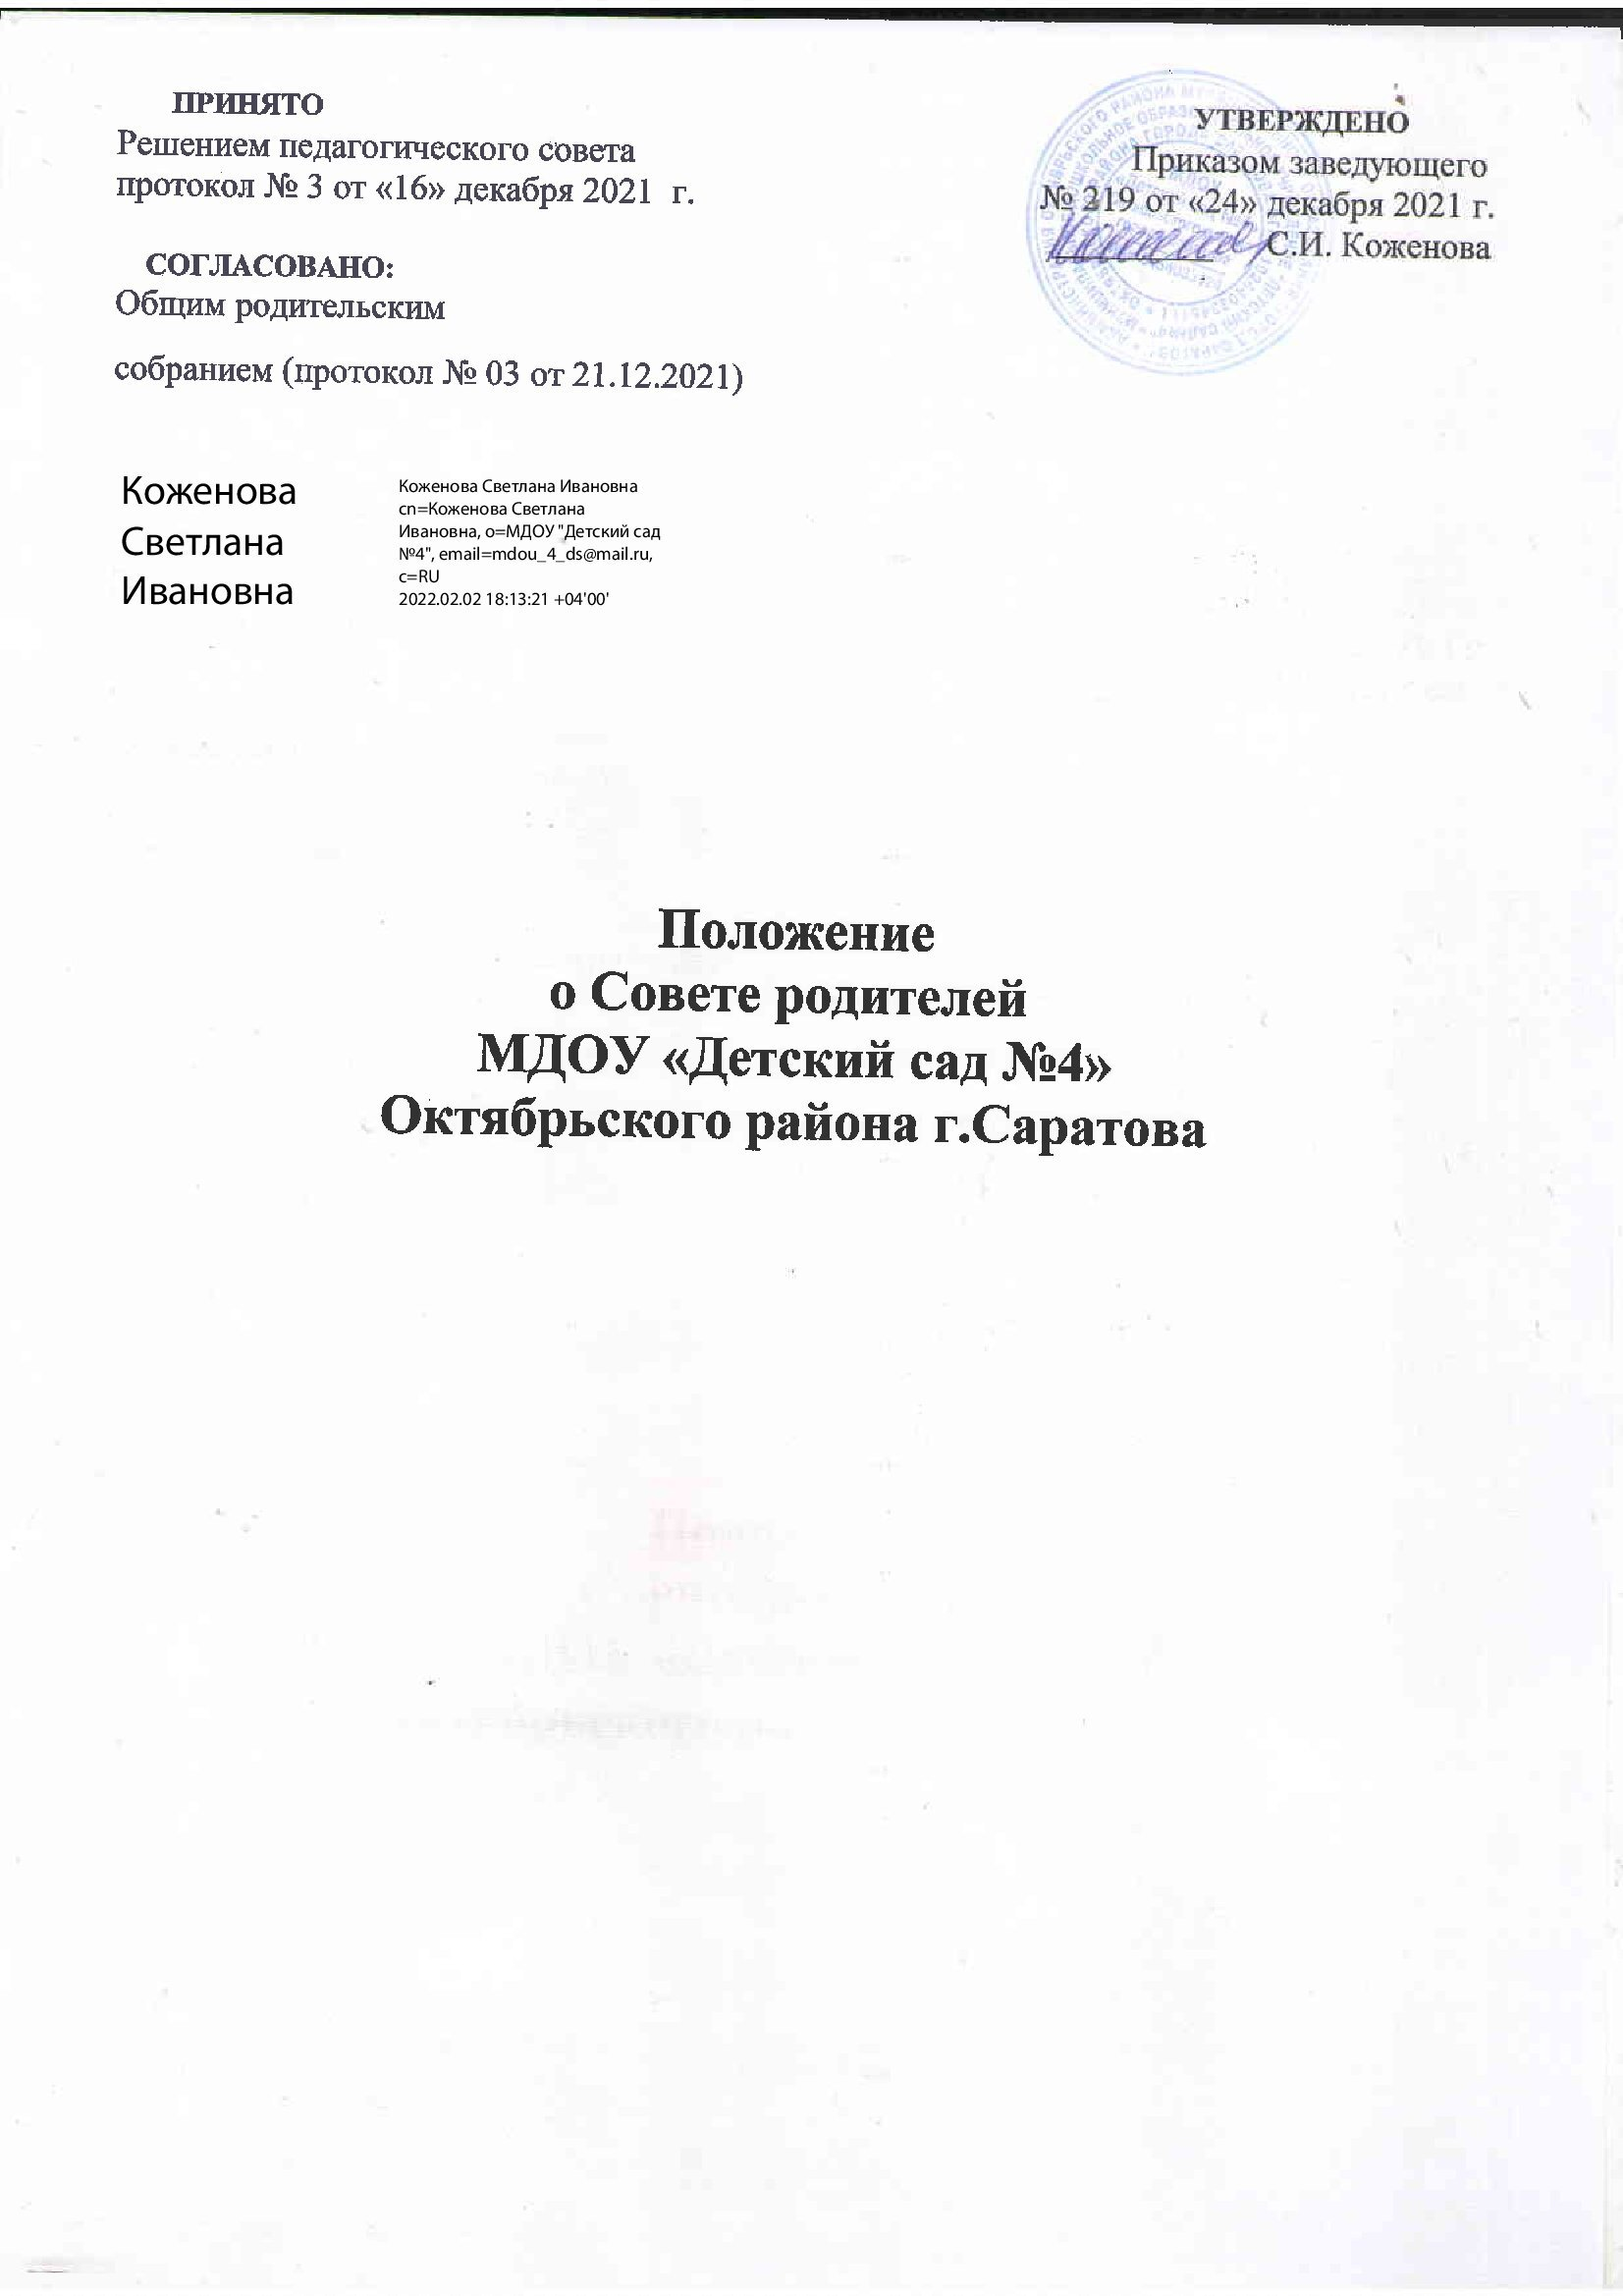 ПРИНЯТО
Решением педагогического совета
протокол № 3 от «16» декабря 2021 г.
СОГЛАСОВАНО:
Общим родительским
собранием (протокол № 03 от 21.12.2021)
УТВЕРЖДЕНО
Приказом заведующего
№ 219 от «24» декабря 2021 г.
С.И. Коженова
Коженова
Светлана
Ивановна
Коженова Светлана Ивановна
cn=Коженова Светлана
Ивановна, o=МДОУ "Детский сад
№4", email=mdou_4_ds@mail.ru,
c=RU
2022.02.02 18:13:21 +04'00'
Положение
о Совете родителей
МДОУ «Детский сад №4»
Октябрьского района г.Саратова